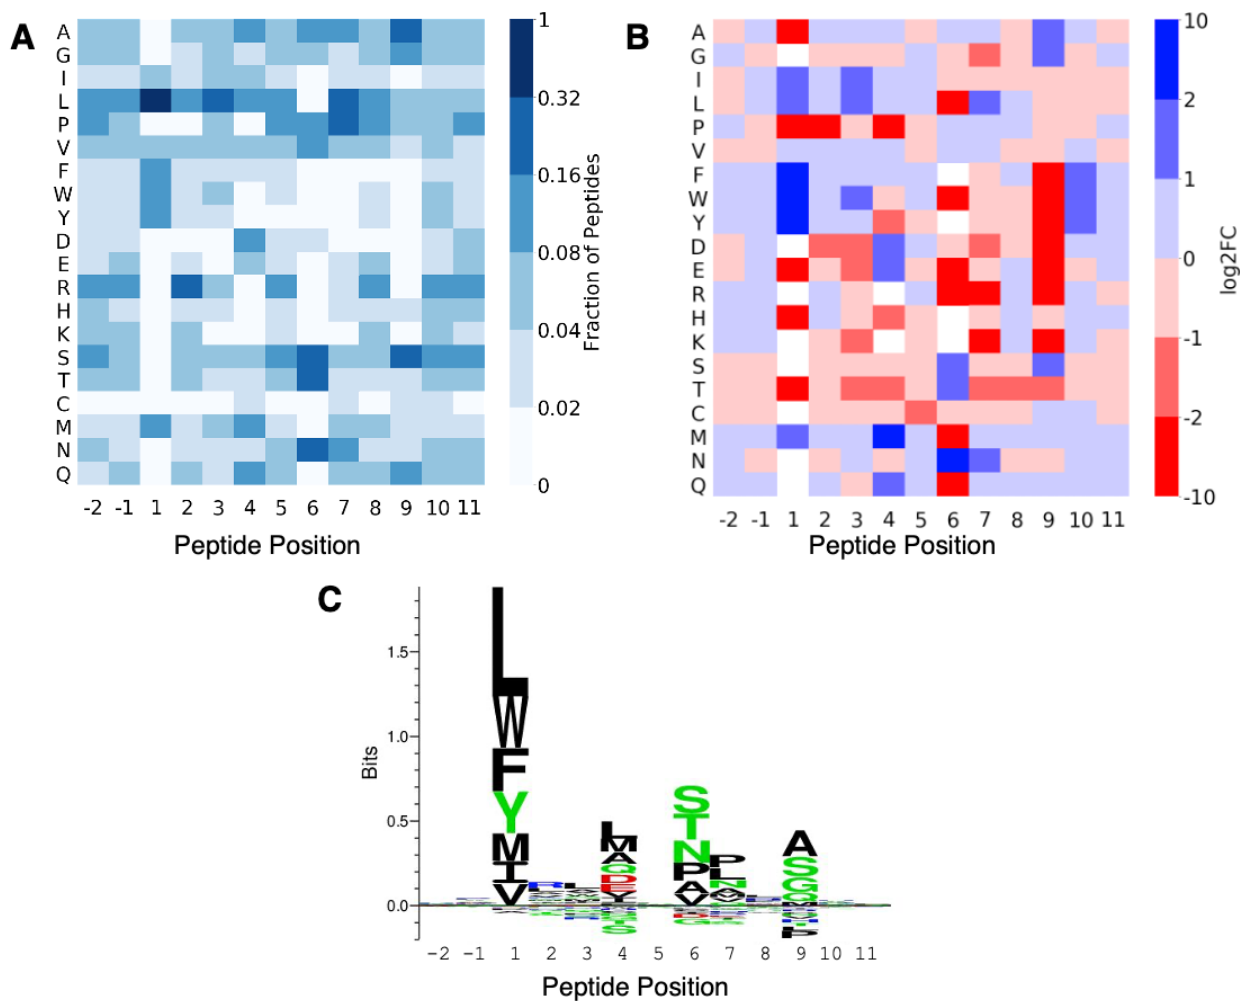 A
B
A
G
I
L
P
V
F
W
Y
D
E
R
H
K
S
T
C
M
N
Q
1
0.32
0.16
0.08
0.04
0.02
0
Fraction of Peptides
-2 -1 1 2 3 4 5 6 7 8 9 10 11
Peptide Position
A
G
I
L
P
V
F
W
Y
D
E
R
H
K
S
T
C
M
N
Q
10
2
1
0
-1
-2
-10
log2FC
-2 -1 1 2 3 4 5 6 7 8 9 10 11
Peptide Position
C
Bits
1.5
1.0
0.5
0.0
L
W
F
Y
M
I
V
R
L
M
A
Q
D
E
S
S
T
N
P
A
V
G
P
L
N
A
S
G
Q
P
-2 -1 1 2 3 4 5 6 7 8 9 10 11
Peptide Position